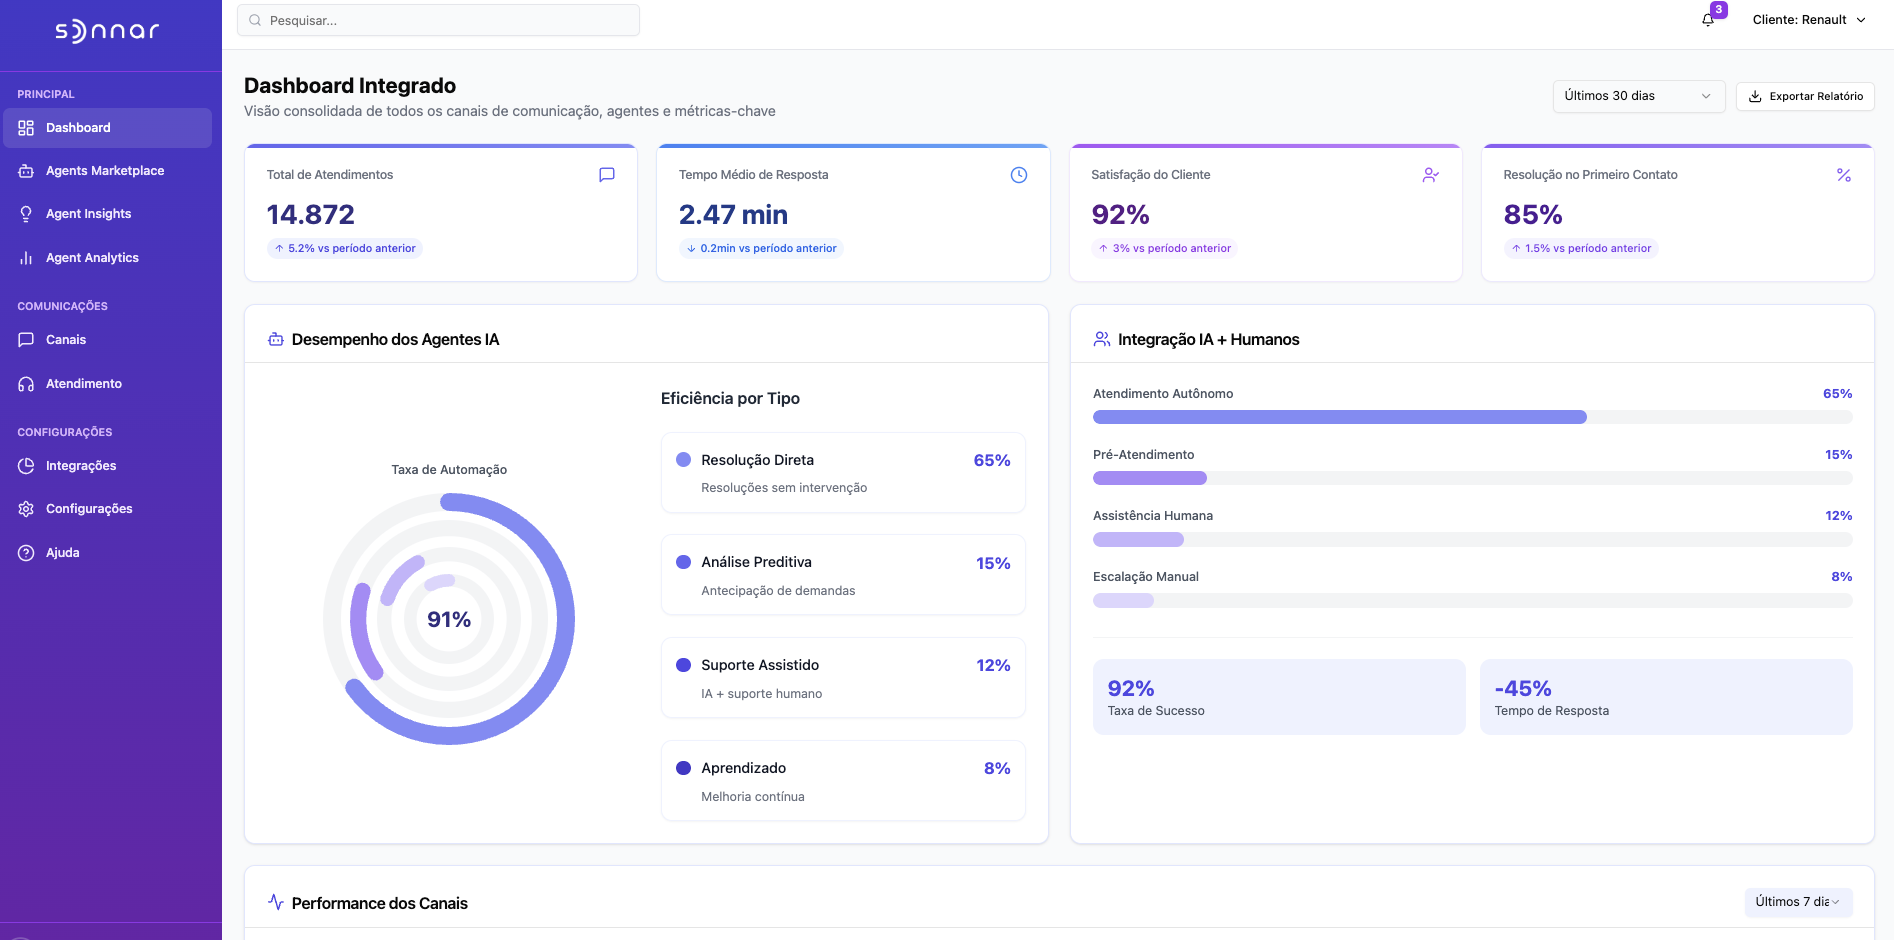 sonnar
PRINCIPAL
Dashboard
Agents Marketplace
Agent Insights
Agent Analytics
COMUNICAÇÕES
Canais
Atendimento
CONFIGURAÇÕES
Integrações
Configurações
Ajuda
Pesquisar...
3
Cliente: Renault
Dashboard Integrado
Visão consolidada de todos os canais de comunicação, agentes e métricas-chave
Últimos 30 dias
Exportar Relatório
Total de Atendimentos
14.872
↑ 5.2% vs período anterior
Tempo Médio de Resposta
2.47 min
↓ 0.2min vs período anterior
Satisfação do Cliente
92%
↑ 3% vs período anterior
Resolução no Primeiro Contato
85%
↑ 1.5% vs período anterior
Desempenho dos Agentes IA
Taxa de Automação
91%
Eficiência por Tipo
Resolução Direta 65%
Resoluções sem intervenção
Análise Preditiva 15%
Antecipação de demandas
Suporte Assistido 12%
IA + suporte humano
Aprendizado 8%
Melhoria contínua
Integração IA + Humanos
Atendimento Autônomo 65%
Pré-Atendimento 15%
Assistência Humana 12%
Escalação Manual 8%
92%
Taxa de Sucesso
-45%
Tempo de Resposta
Performance dos Canais
Últimos 7 dia